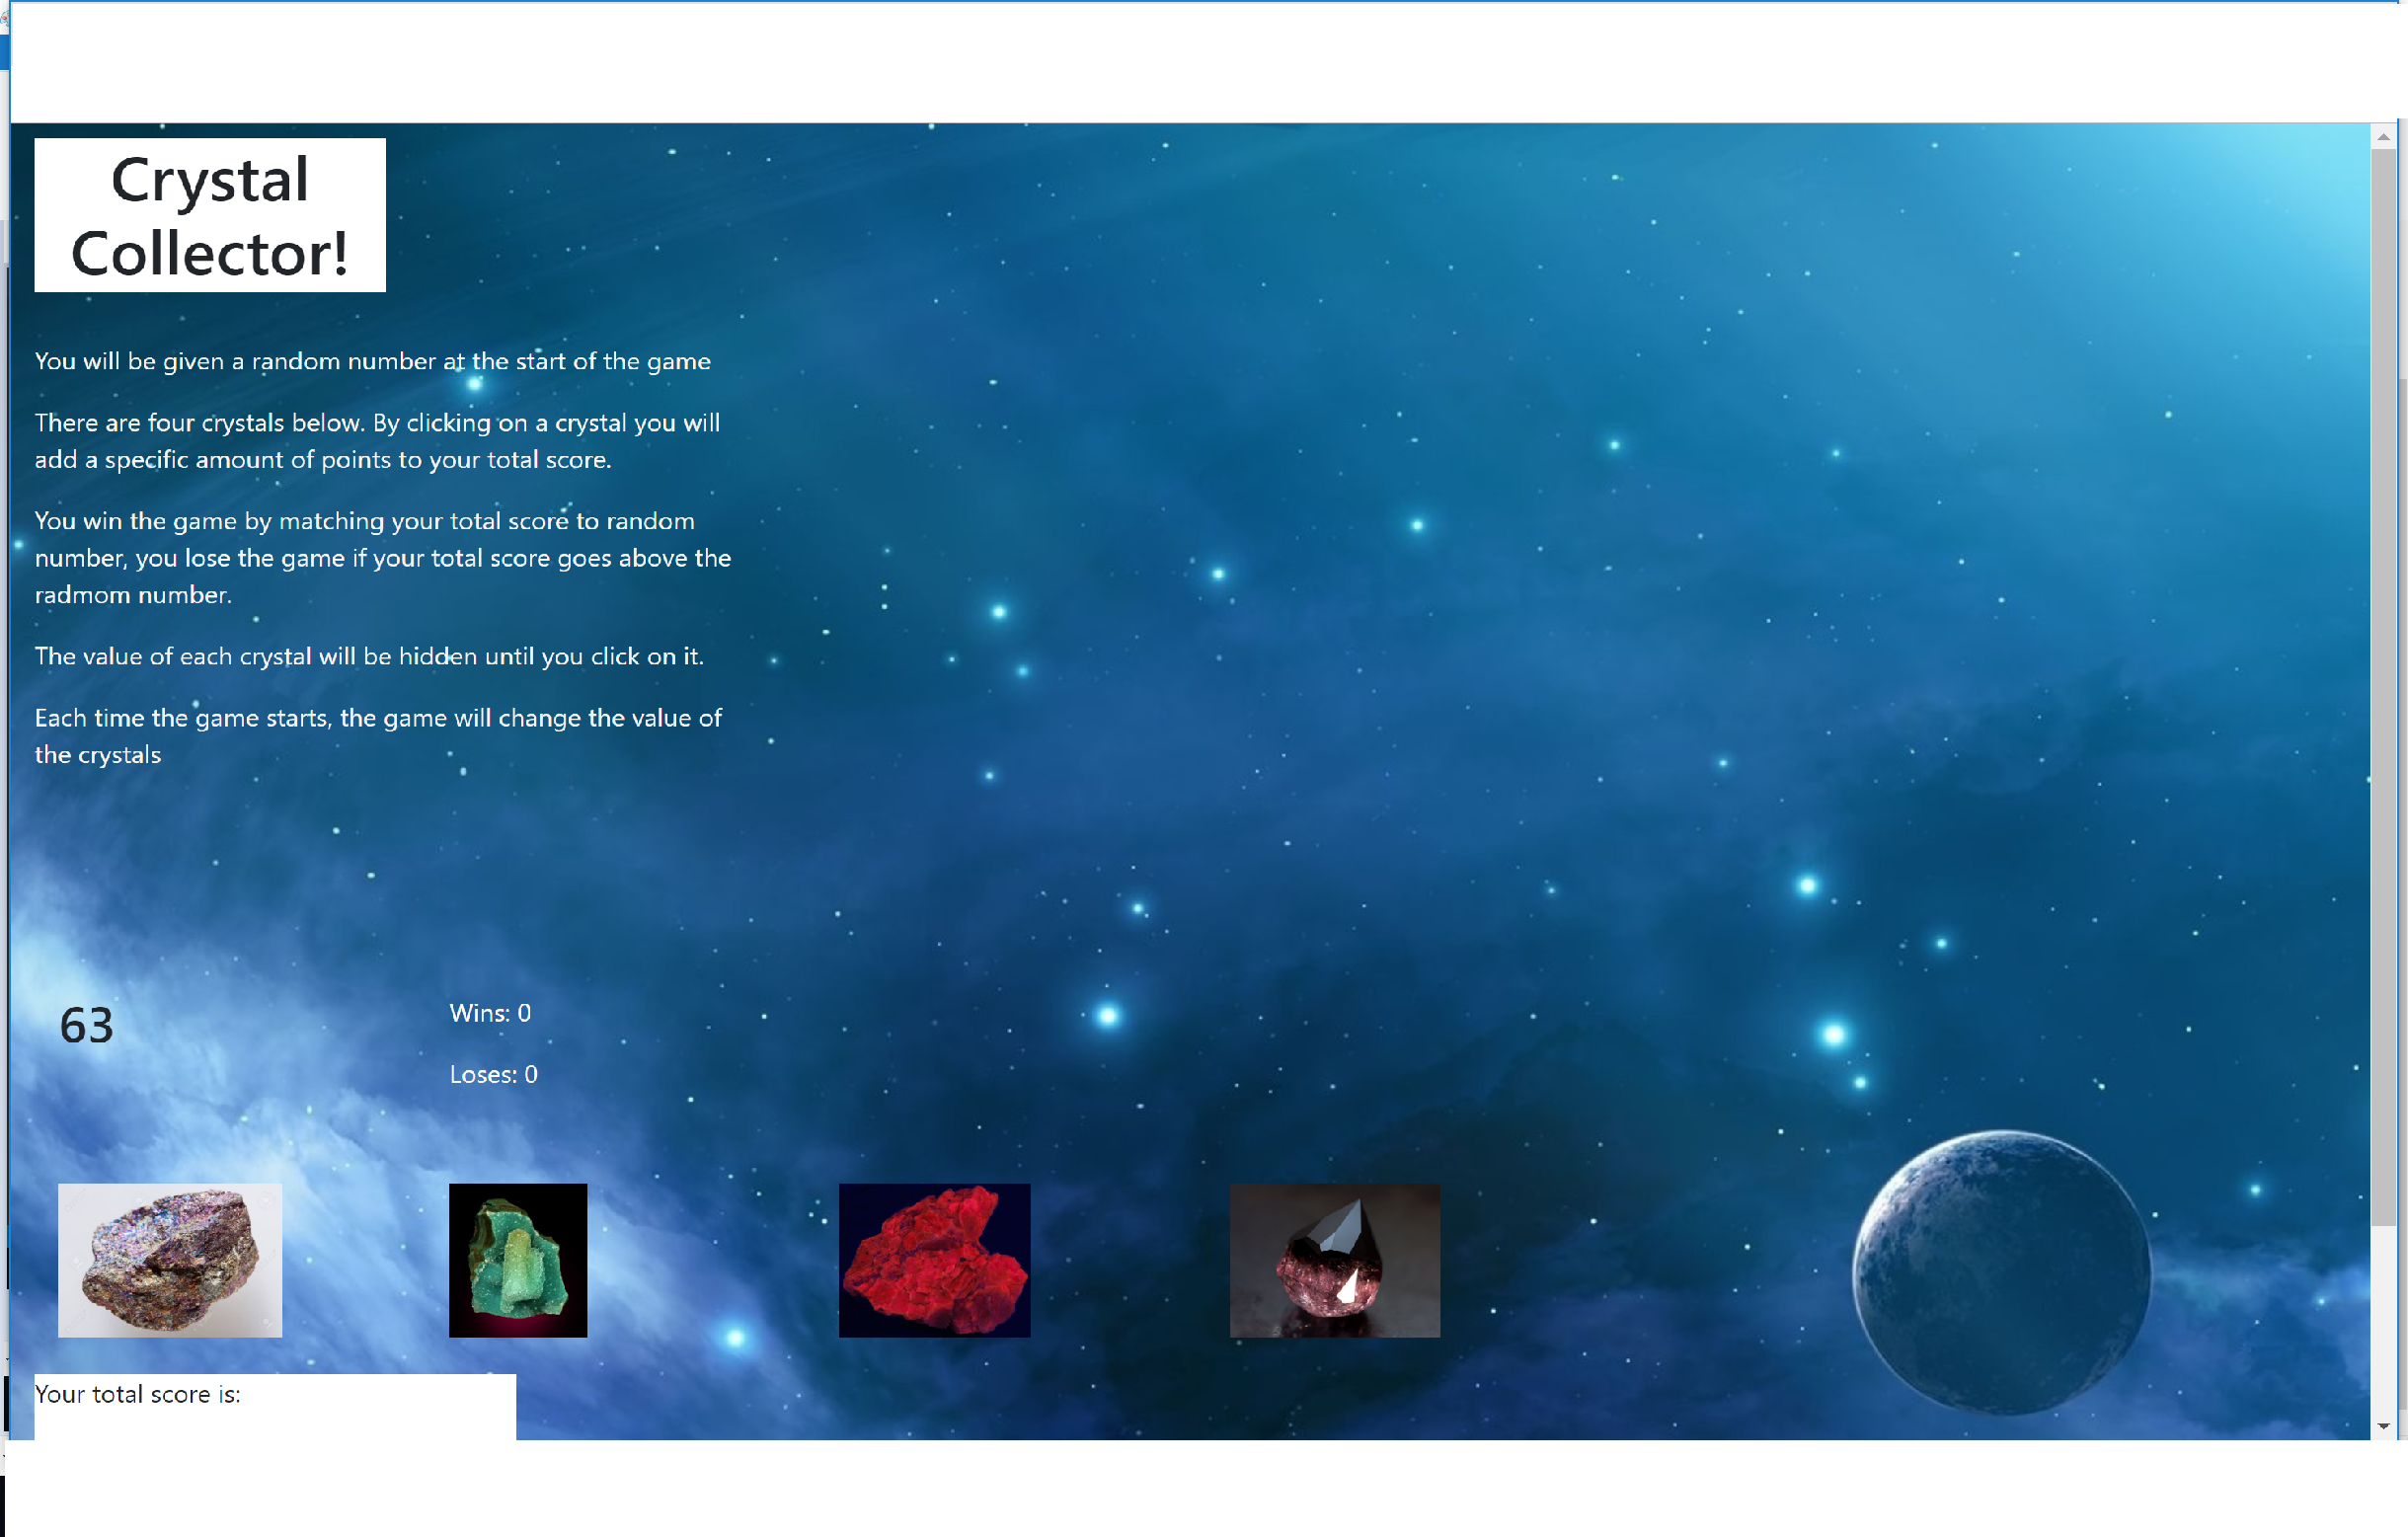 Crystal
Collector!
You will be given a random number at the start of the game
There are four crystals below. By clicking on a crystal you will
add a specific amount of points to your total score.
You win the game by matching your total score to random
number, you lose the game if your total score goes above the
radmom number.
The value of each crystal will be hidden until you click on it.
Each time the game starts, the game will change the value of
the crystals
63
Wins: 0
Loses: 0
Your total score is: